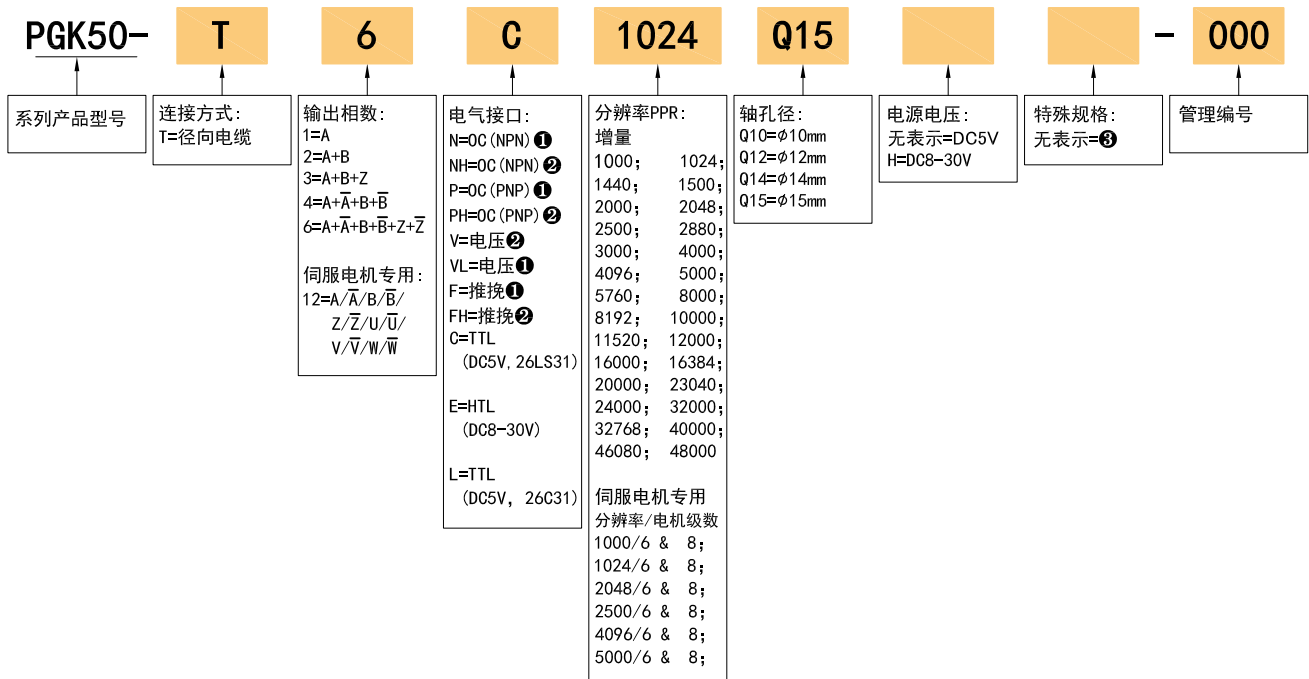 PGK50- T 6 C 1024 Q15 - 000
系列产品型号
连接方式:
T=径向电缆
输出相数:
1=A
2=A+B
3=A+B+Z
4=A+A̅+B+B̅
6=A+A̅+B+B̅+Z+Z̅
伺服电机专用:
12=A/A̅/B/B̅/
Z/Z̅/U/U̅/
V/V̅/W/W̅
电气接口:
N=OC(NPN)❶
NH=OC(NPN)❷
P=OC(PNP)❶
PH=OC(PNP)❷
V=电压❷
VL=电压❶
F=推挽❶
FH=推挽❷
C=TTL
(DC5V,26LS31)
E=HTL
(DC8-30V)
L=TTL
(DC5V, 26C31)
分辨率PPR:
增量
1000; 1024;
1440; 1500;
2000; 2048;
2500; 2880;
3000; 4000;
4096; 5000;
5760; 8000;
8192; 10000;
11520; 12000;
16000; 16384;
20000; 23040;
24000; 32000;
32768; 40000;
46080; 48000
伺服电机专用
分辨率/电机级数
1000/6 & 8;
1024/6 & 8;
2048/6 & 8;
2500/6 & 8;
4096/6 & 8;
5000/6 & 8;
轴孔径:
Q10=φ10mm
Q12=φ12mm
Q14=φ14mm
Q15=φ15mm
电源电压:
无表示=DC5V
H=DC8-30V
特殊规格:
无表示=❸
管理编号